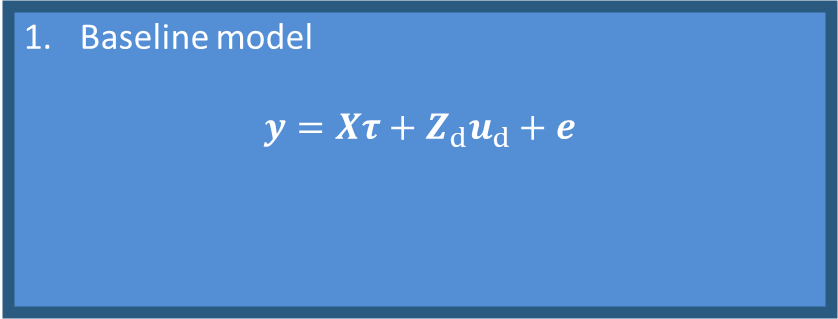 1. Baseline model
y = Xτ + Z_d u_d + e